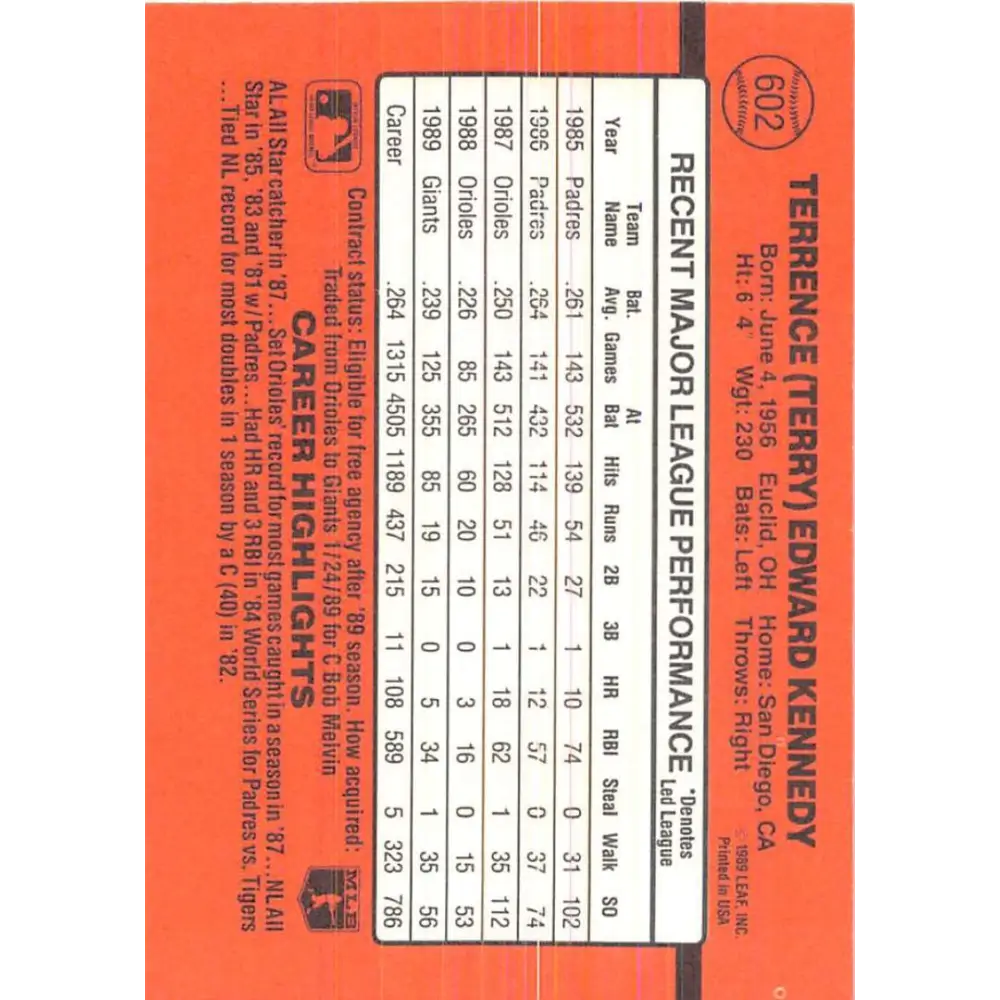 602
TERRENCE (TERRY) EDWARD KENNEDY
Born: June 4, 1956 Euclid, OH Home: San Diego, CA
Ht: 6'4" Wgt: 230 Bats: Left Throws: Right
© 1989 LEAF, INC.
Printed in USA
RECENT MAJOR LEAGUE PERFORMANCE
*Denotes
Led League
Year Team Name Bat. Avg. Games At Bat Hits Runs 2B 3B HR RBI Steal Walk SO
1985 Padres .261 143 532 139 54 27 1 10 74 0 31 102
1986 Padres .264 141 432 114 46 22 1 12 57 0 37 74
1987 Orioles .250 143 512 128 51 13 1 18 62 1 35 112
1988 Orioles .226 85 265 60 20 10 0 3 16 0 15 53
1989 Giants .239 125 355 85 19 15 0 5 34 1 35 56
Career .264 1315 4505 1189 437 215 11 108 589 5 323 786
Contract status: Eligible for free agency after '89 season. How acquired:
Traded from Orioles to Giants 1/24/89 for C Bob Melvin
MLB
CAREER HIGHLIGHTS
AL All Star catcher in '87...Set Orioles' record for most games caught in a season in '87...NL All
Star in '85, '83 and '81 w/Padres...Had HR and 3 RBI in '84 World Series for Padres vs. Tigers
...Tied NL record for most doubles in 1 season by a C (40) in '82.